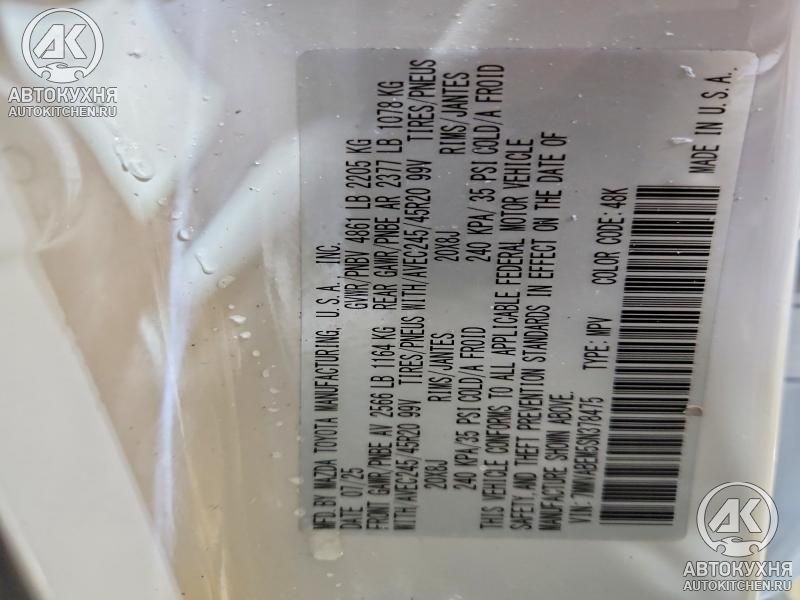 АК
АВТОКУХНЯ
AUTOKITCHEN.RU
MFD.BY MAZDA TOYOTA MANUFACTURING, U.S.A., INC.
DATE 07/25 GVWR/PNBV 4861 LB 2205 KG
FRONT GAWR/PNBE AV 2566 LB 1164 KG REAR GAWR/PNBE AR 2377 LB 1078 KG
WITH/AVEC245/45R20 99V TIRES/PNEUS WITH/AVEC245/45R20 99V TIRES/PNEUS
20X8J RIMS/JANTES 20X8J RIMS/JANTES
240 KPA/35 PSI COLD/A FROID 240 KPA/35 PSI COLD/A FROID
THIS VEHICLE CONFORMS TO ALL APPLICABLE FEDERAL MOTOR VEHICLE
SAFETY, AND THEFT PREVENTION STANDARDS IN EFFECT ON THE DATE OF
MANUFACTURE SHOWN ABOVE.
VIN: 7MMVABEM5SN378475 TYPE: MPV COLOR CODE: 48K
MADE IN U.S.A.
АК
АВТОКУХНЯ
AUTOKITCHEN.RU